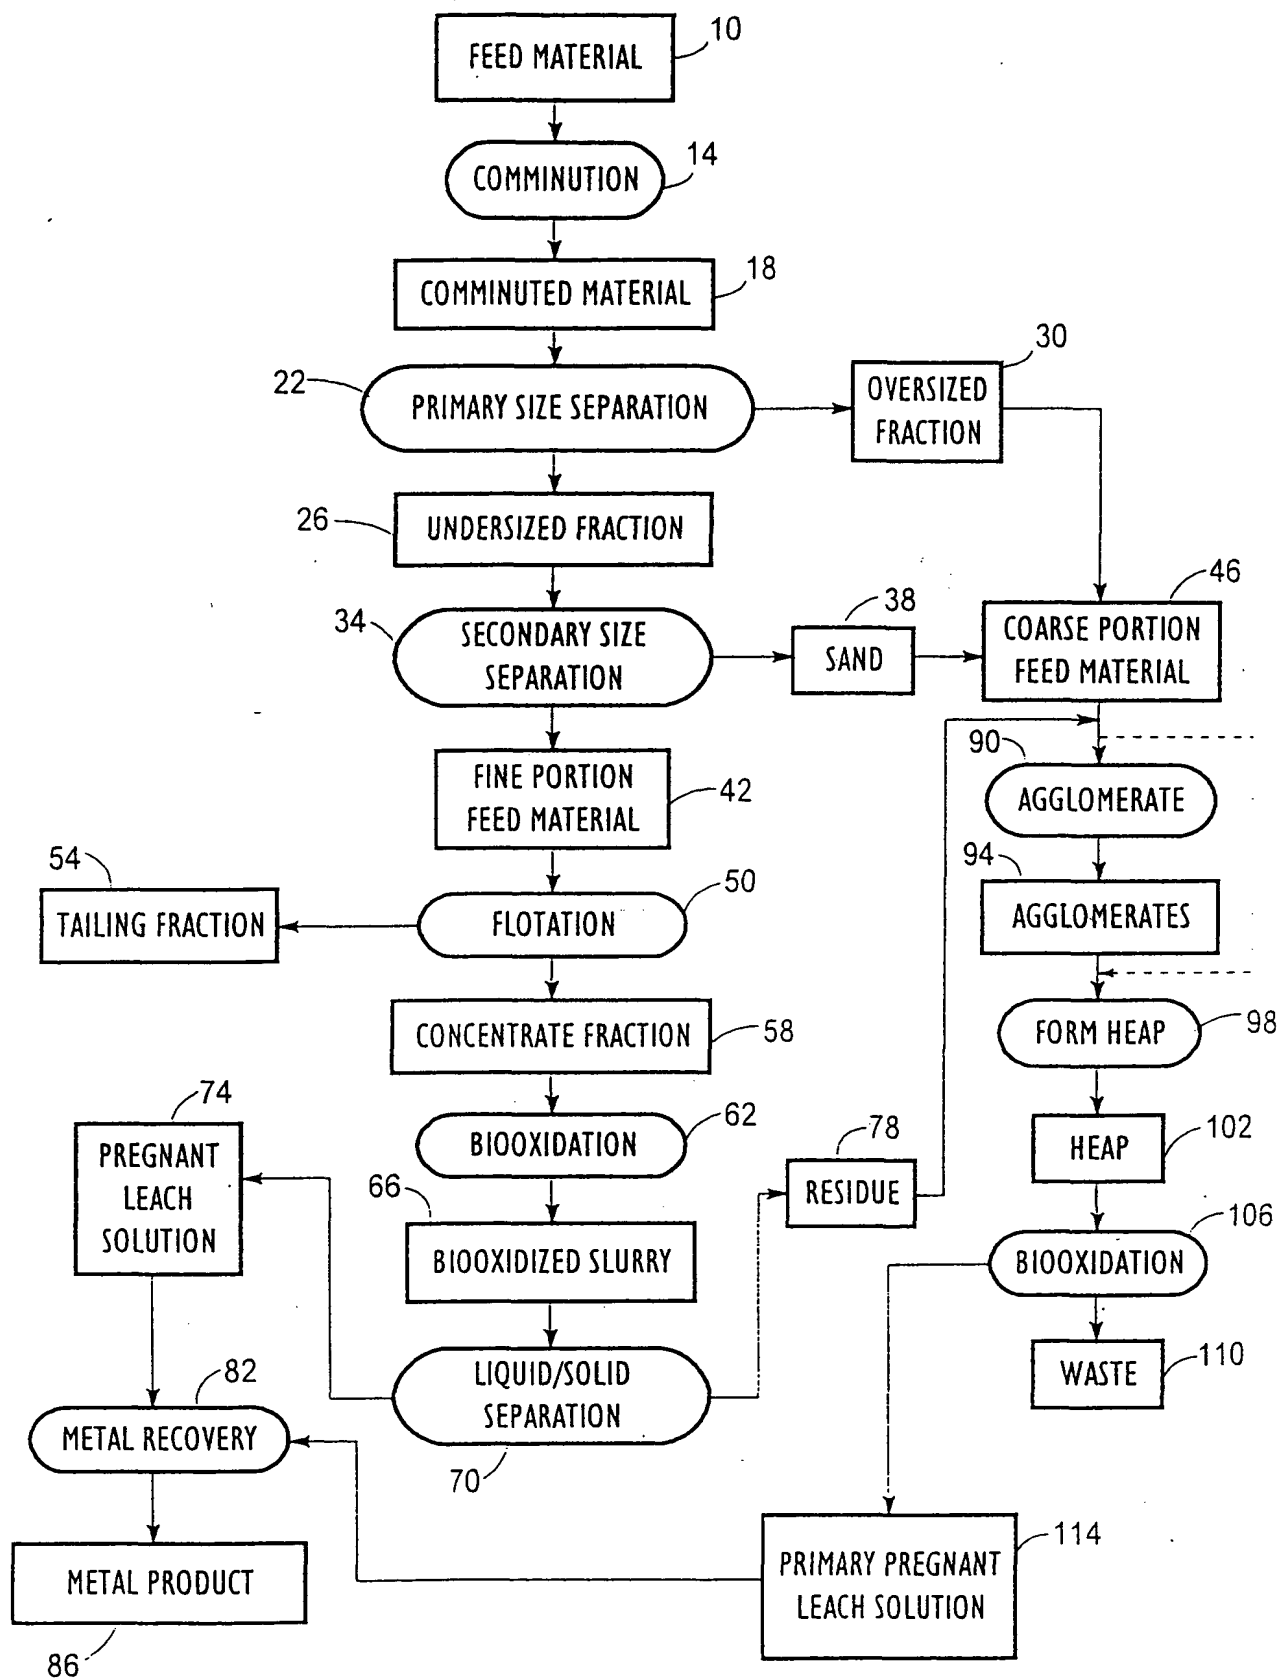 FEED MATERIAL
10
COMMINUTION
14
COMMINUTED MATERIAL
18
22
PRIMARY SIZE SEPARATION
30
OVERSIZED
FRACTION
26
UNDERSIZED FRACTION
34
SECONDARY SIZE
SEPARATION
38
SAND
46
COARSE PORTION
FEED MATERIAL
FINE PORTION
FEED MATERIAL
42
90
AGGLOMERATE
54
TAILING FRACTION
FLOTATION
50
94
AGGLOMERATES
CONCENTRATE FRACTION
58
FORM HEAP
98
74
PREGNANT
LEACH
SOLUTION
BIOOXIDATION
62
78
RESIDUE
HEAP
102
66
BIOOXIDIZED SLURRY
106
BIOOXIDATION
82
METAL RECOVERY
LIQUID/SOLID
SEPARATION
70
WASTE
110
METAL PRODUCT
86
PRIMARY PREGNANT
LEACH SOLUTION
114